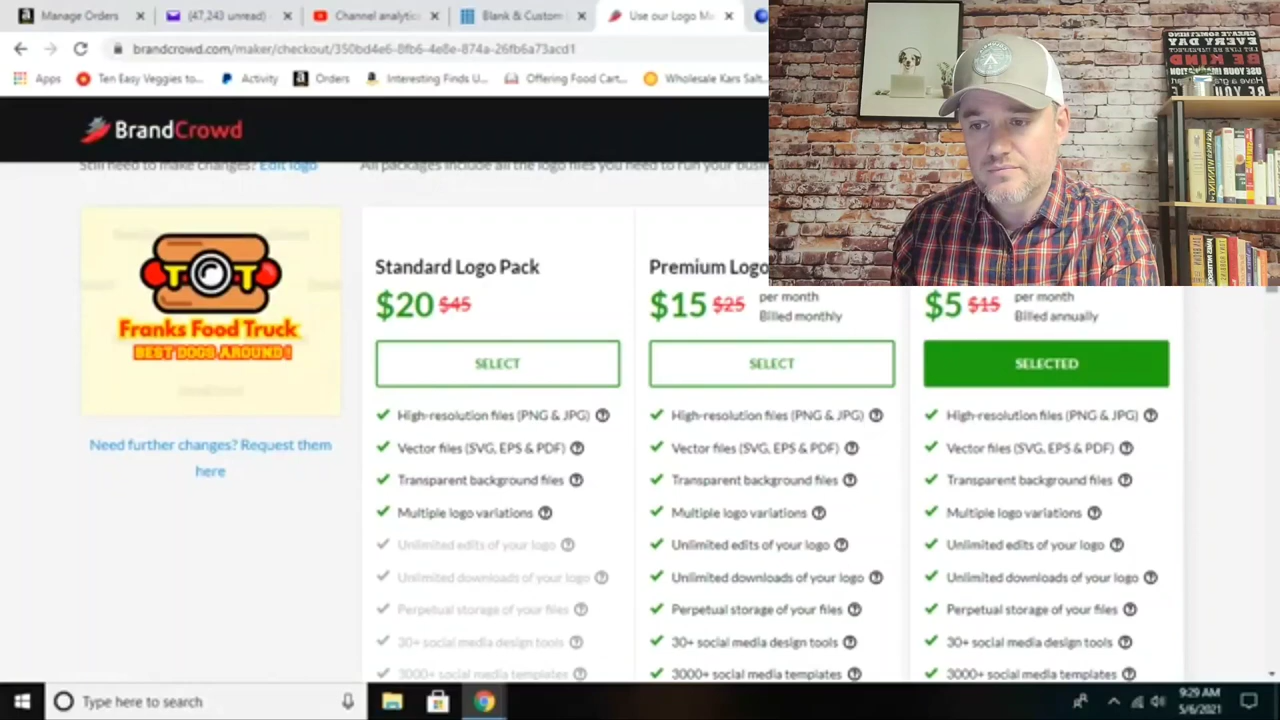 Manage Orders
(47,243 unread)
Channel analytic
Blank & Custom
Use our Logo M
brandcrowd.com/maker/checkout/350bd4e6-8fb6-4e8e-874a-26fb6a73acd1
Apps
Ten Easy Veggies to...
Activity
Orders
Interesting Finds U...
Offering Food Cart...
Wholesale Kars Salt...
CREATE SOMETHING
EVERY DAY
BE KIND
BE YOU
BrandCrowd
Still need to make changes? Edit logo
All packages include all the logo files you need to run your busi
TOT
Franks Food Truck
BEST DOGS AROUND!
Need further changes? Request them
here
Standard Logo Pack
$20 $45
SELECT
High-resolution files (PNG & JPG)
Vector files (SVG, EPS & PDF)
Transparent background files
Multiple logo variations
Unlimited edits of your logo
Unlimited downloads of your logo
Perpetual storage of your files
30+ social media design tools
3000+ social media templates
Premium Logo
$15 $25 per month
Billed monthly
SELECT
High-resolution files (PNG & JPG)
Vector files (SVG, EPS & PDF)
Transparent background files
Multiple logo variations
Unlimited edits of your logo
Unlimited downloads of your logo
Perpetual storage of your files
30+ social media design tools
3000+ social media templates
$5 $15 per month
Billed annually
SELECTED
High-resolution files (PNG & JPG)
Vector files (SVG, EPS & PDF)
Transparent background files
Multiple logo variations
Unlimited edits of your logo
Unlimited downloads of your logo
Perpetual storage of your files
30+ social media design tools
3000+ social media templates
Type here to search
9:29 AM
5/6/2021